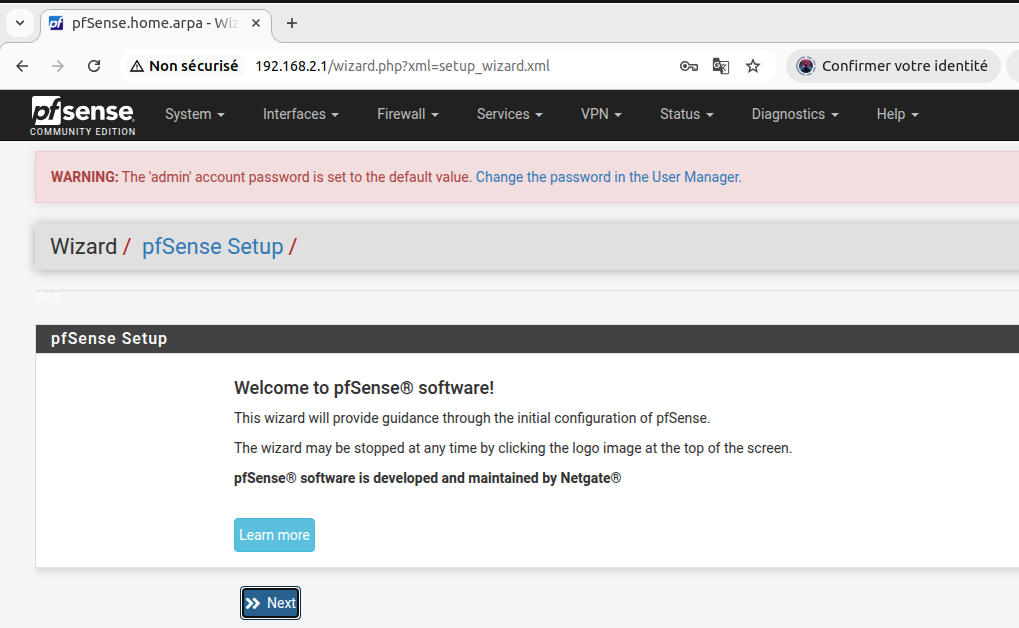 pfSense.home.arpa - Wiz
Non sécurisé 192.168.2.1/wizard.php?xml=setup_wizard.xml Confirmer votre identité
pfsense
COMMUNITY EDITION
System Interfaces Firewall Services VPN Status Diagnostics Help
WARNING: The 'admin' account password is set to the default value. Change the password in the User Manager.
Wizard / pfSense Setup /
Step
pfSense Setup
Welcome to pfSense® software!
This wizard will provide guidance through the initial configuration of pfSense.
The wizard may be stopped at any time by clicking the logo image at the top of the screen.
pfSense® software is developed and maintained by Netgate®
Learn more
Next